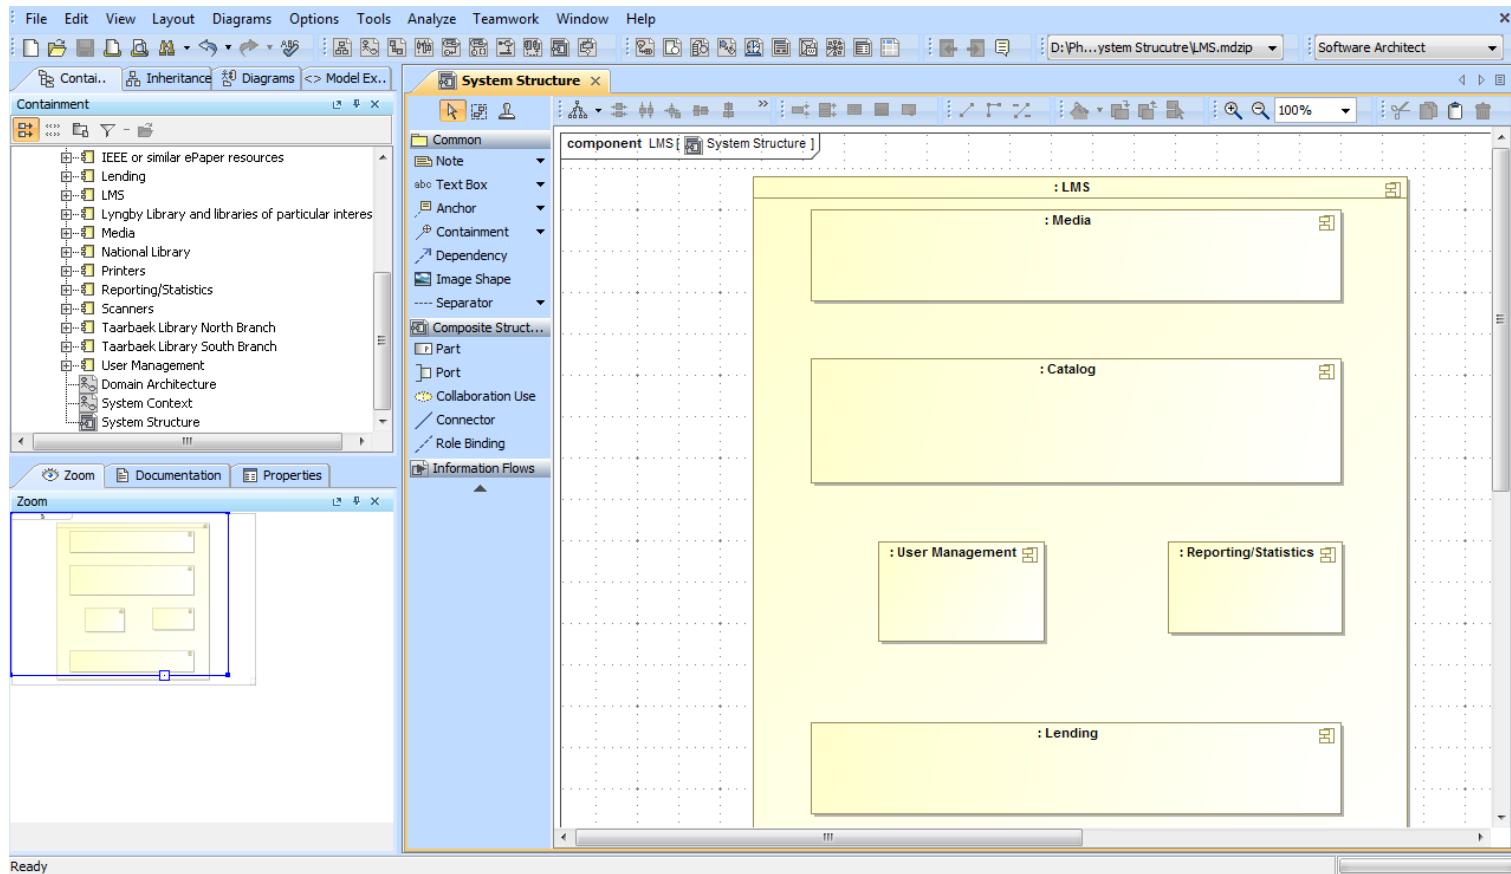 File Edit View Layout Diagrams Options Tools Analyze Teamwork Window Help
D:\Ph...ystem Strucutre\LMS.mdzip
Software Architect
Contai.. Inheritance Diagrams <> Model Ex..
System Structure
Containment
100%
IEEE or similar ePaper resources
Lending
LMS
Lyngby Library and libraries of particular interes
Media
National Library
Printers
Reporting/Statistics
Scanners
Taarbaek Library North Branch
Taarbaek Library South Branch
User Management
Domain Architecture
System Context
System Structure
Zoom Documentation Properties
Zoom
Common
Note
abc Text Box
Anchor
Containment
Dependency
Image Shape
Separator
Composite Struct...
Part
Port
Collaboration Use
Connector
Role Binding
Information Flows
component LMS [ System Structure ]
: LMS
: Media
: Catalog
: User Management
: Reporting/Statistics
: Lending
Ready